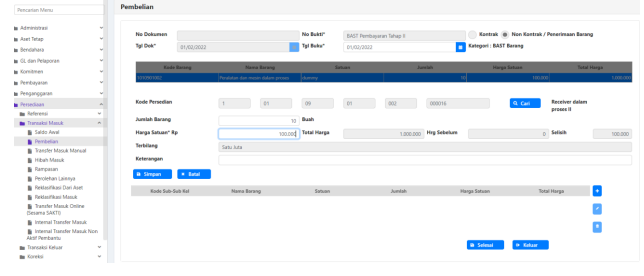 Pencarian Menu
Administrasi
Aset Tetap
Bendahara
GL dan Pelaporan
Komitmen
Pembayaran
Penganggaran
Persediaan
Referensi
Transaksi Masuk
Saldo Awal
Pembelian
Transfer Masuk Manual
Hibah Masuk
Rampasan
Perolehan Lainnya
Reklasifikasi Dari Aset
Reklasifikasi Masuk
Transfer Masuk Online (Sesama SAKTI)
Internal Transfer Masuk
Internal Transfer Masuk Non Aktif Pembantu
Transaksi Keluar
Koreksi
Pembelian
No Dokumen
No Bukti* BAST Pembayaran Tahap II
Kontrak Non Kontrak / Penerimaan Barang
Tgl Dok* 01/02/2022
Tgl Buku* 01/02/2022
Kategori : BAST Barang
Kode Barang Nama Barang Satuan Jumlah Harga Satuan Total Harga
Peralatan dan mesin dalam proses dummy 10 100,000 1,000,000
Kode Persedian 1 01 09 01 002 000016 Cari Receiver dalam proses II
Jumlah Barang 10 Buah
Harga Satuan* Rp 100.000 Total Harga 1.000.000 Hrg Sebelum 0 Selisih 100.000
Terbilang Satu Juta
Keterangan
Simpan Batal
Kode Sub-Sub Kel Nama Barang Satuan Jumlah Harga Satuan Total Harga
Selesai Keluar